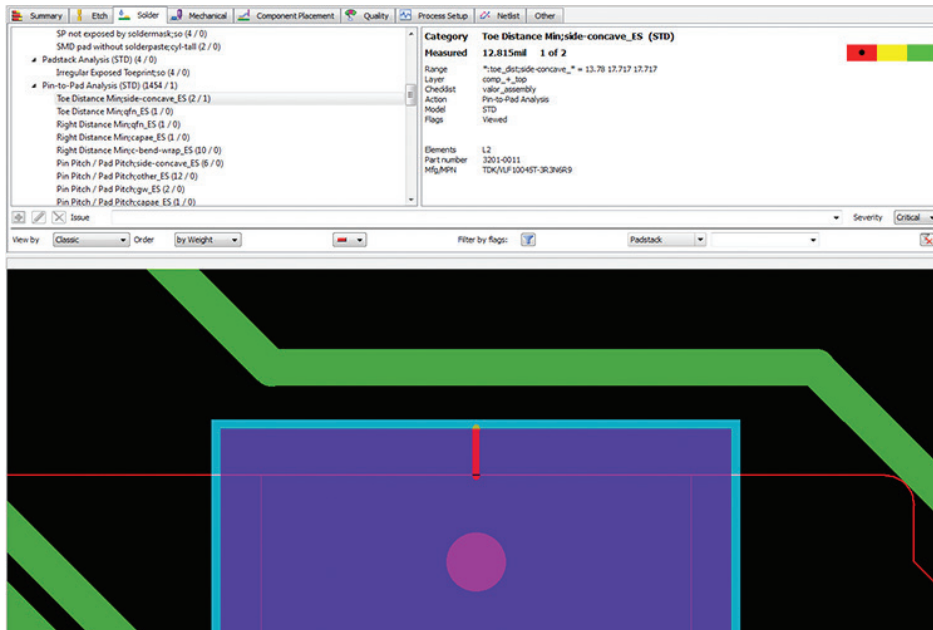 Summary Etch Solder Mechanical Component Placement Quality Process Setup Netlist Other
SP not exposed by soldermask;so (4 / 0)
SMD pad without solderpaste;cyl-tall (2 / 0)
Padstack Analysis (STD) (4 / 0)
Irregular Exposed Toeprint;so (4 / 0)
Pin-to-Pad Analysis (STD) (1454 / 1)
Toe Distance Min;side-concave_ES (2 / 1)
Toe Distance Min;qfn_ES (1 / 0)
Right Distance Min;qfn_ES (1 / 0)
Right Distance Min;capae_ES (1 / 0)
Right Distance Min;c-bend-wrap_ES (10 / 0)
Pin Pitch / Pad Pitch;side-concave_ES (6 / 0)
Pin Pitch / Pad Pitch;other_ES (12 / 0)
Pin Pitch / Pad Pitch;gw_ES (2 / 0)
Pin Pitch / Pad Pitch;capae_ES (1 / 0)
Category Toe Distance Min;side-concave_ES (STD)
Measured 12.815mil 1 of 2
Range *;toe_dist;side-concave_* = 13.78 17.717 17.717
Layer comp_+_top
Checklist valor_assembly
Action Pin-to-Pad Analysis
Model STD
Flags Viewed
Elements L2
Part number 3201-0011
Mfg/MPN TDK/VLF10045T-3R3N6R9
Issue Severity Critical
View by Classic Order by Weight Filter by flags: Padstack